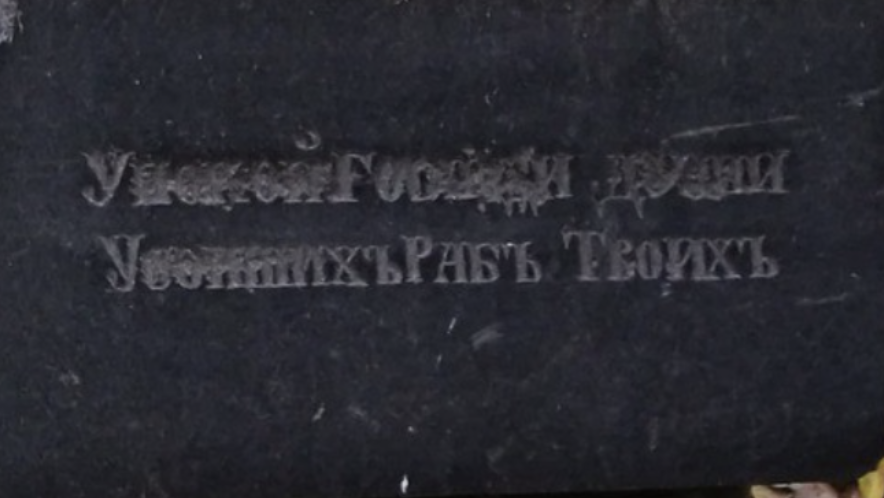 Упокой Господи души
Усопшихъ Рабъ Твоихъ